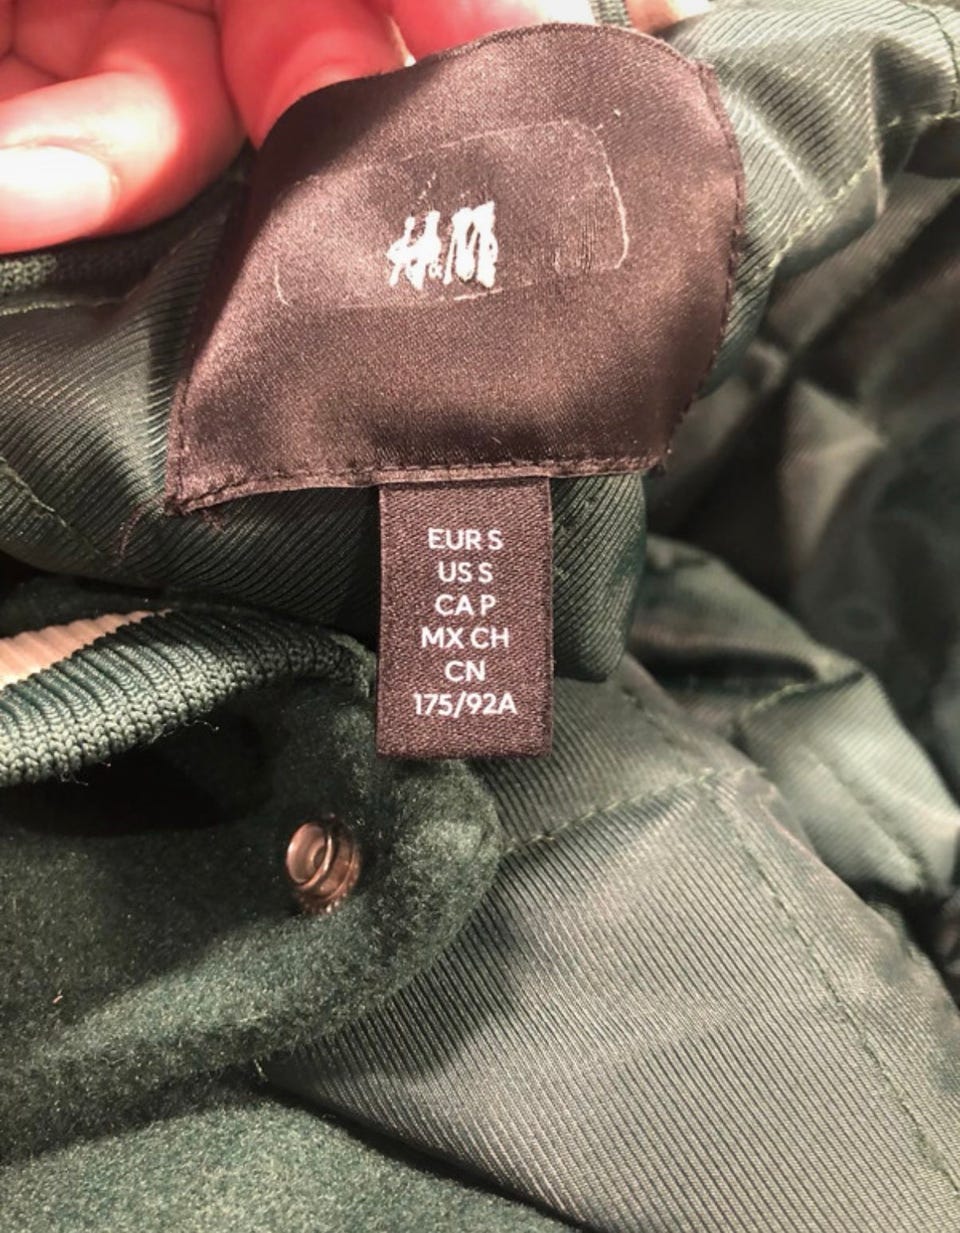 H&M
EUR S
US S
CA P
MX CH
CN
175/92A